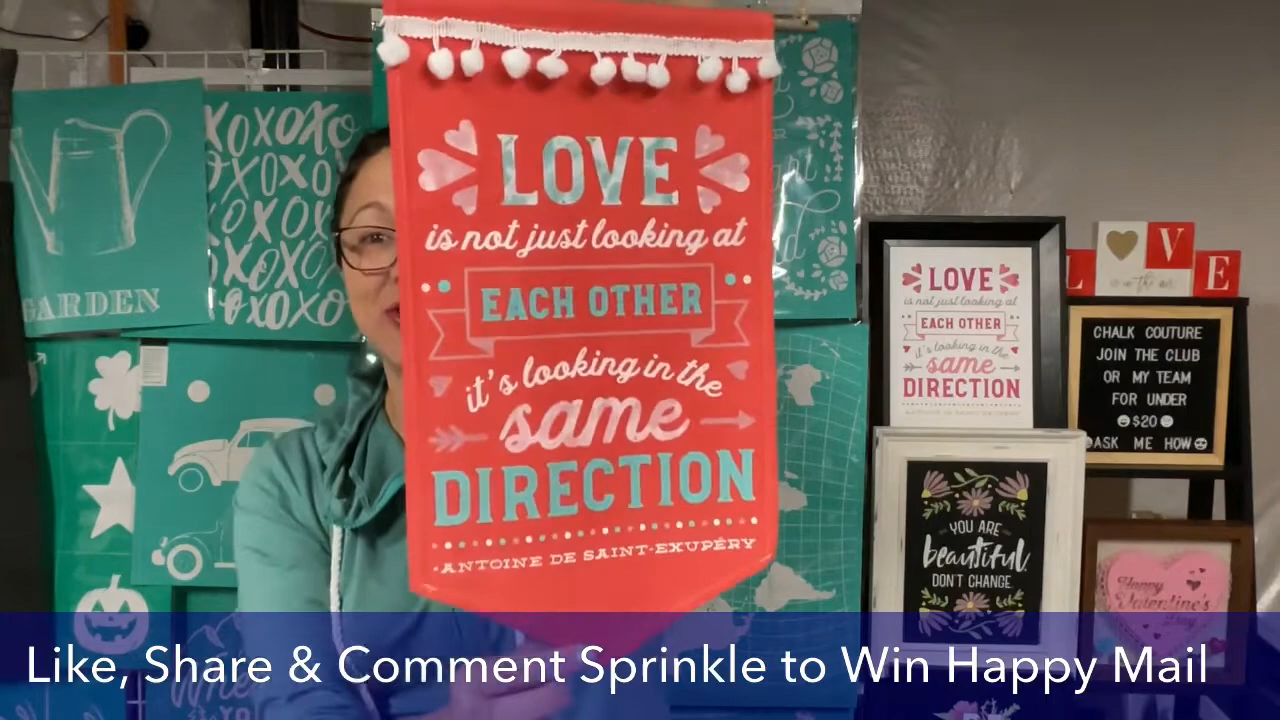 LOVE
is not just looking at
EACH OTHER
it's looking in the
same
DIRECTION
ANTOINE DE SAINT-EXUPÉRY
GARDEN
XOXOXO
LOVE
is not just looking at
EACH OTHER
it's looking in the
same
DIRECTION
L
V
E
CHALK COUTURE
JOIN THE CLUB
OR MY TEAM
FOR UNDER
$20
ASK ME HOW
YOU ARE
beautiful.
DON'T CHANGE.
Happy
Valentine's
Day
Like, Share & Comment Sprinkle to Win Happy Mail